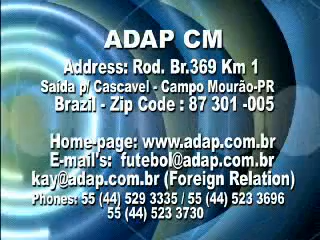 ADAP CM
Address: Rod. Br.369 Km 1
Saída p/ Cascavel - Campo Mourão-PR
Brazil - Zip Code : 87 301 -005
Home-page: www.adap.com.br
E-mail's: futebol@adap.com.br
kay@adap.com.br (Foreign Relation)
Phones: 55 (44) 529 3335 / 55 (44) 523 3696
55 (44) 523 3730